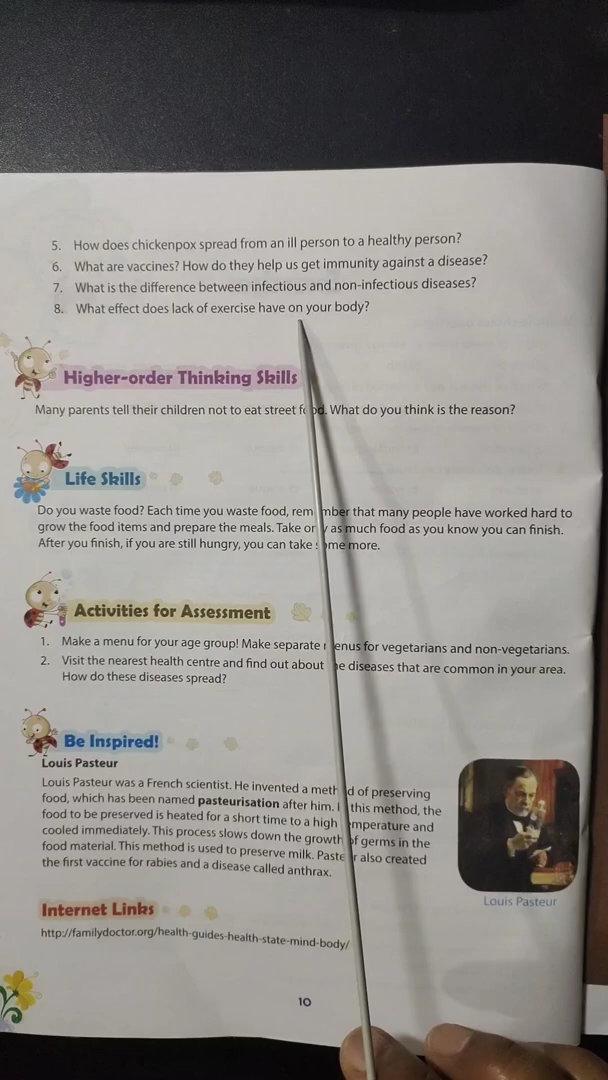 5. How does chickenpox spread from an ill person to a healthy person?
6. What are vaccines? How do they help us get immunity against a disease?
7. What is the difference between infectious and non-infectious diseases?
8. What effect does lack of exercise have on your body?
Higher-order Thinking Skills
Many parents tell their children not to eat street food. What do you think is the reason?
Life Skills
Do you waste food? Each time you waste food, remember that many people have worked hard to
grow the food items and prepare the meals. Take only as much food as you know you can finish.
After you finish, if you are still hungry, you can take some more.
Activities for Assessment
1. Make a menu for your age group! Make separate menus for vegetarians and non-vegetarians.
2. Visit the nearest health centre and find out about the diseases that are common in your area.
How do these diseases spread?
Be Inspired!
Louis Pasteur
Louis Pasteur was a French scientist. He invented a method of preserving
food, which has been named pasteurisation after him. In this method, the
food to be preserved is heated for a short time to a high temperature and
cooled immediately. This process slows down the growth of germs in the
food material. This method is used to preserve milk. Pasteur also created
the first vaccine for rabies and a disease called anthrax.
Louis Pasteur
Internet Links
http://familydoctor.org/health-guides-health-state-mind-body/
10